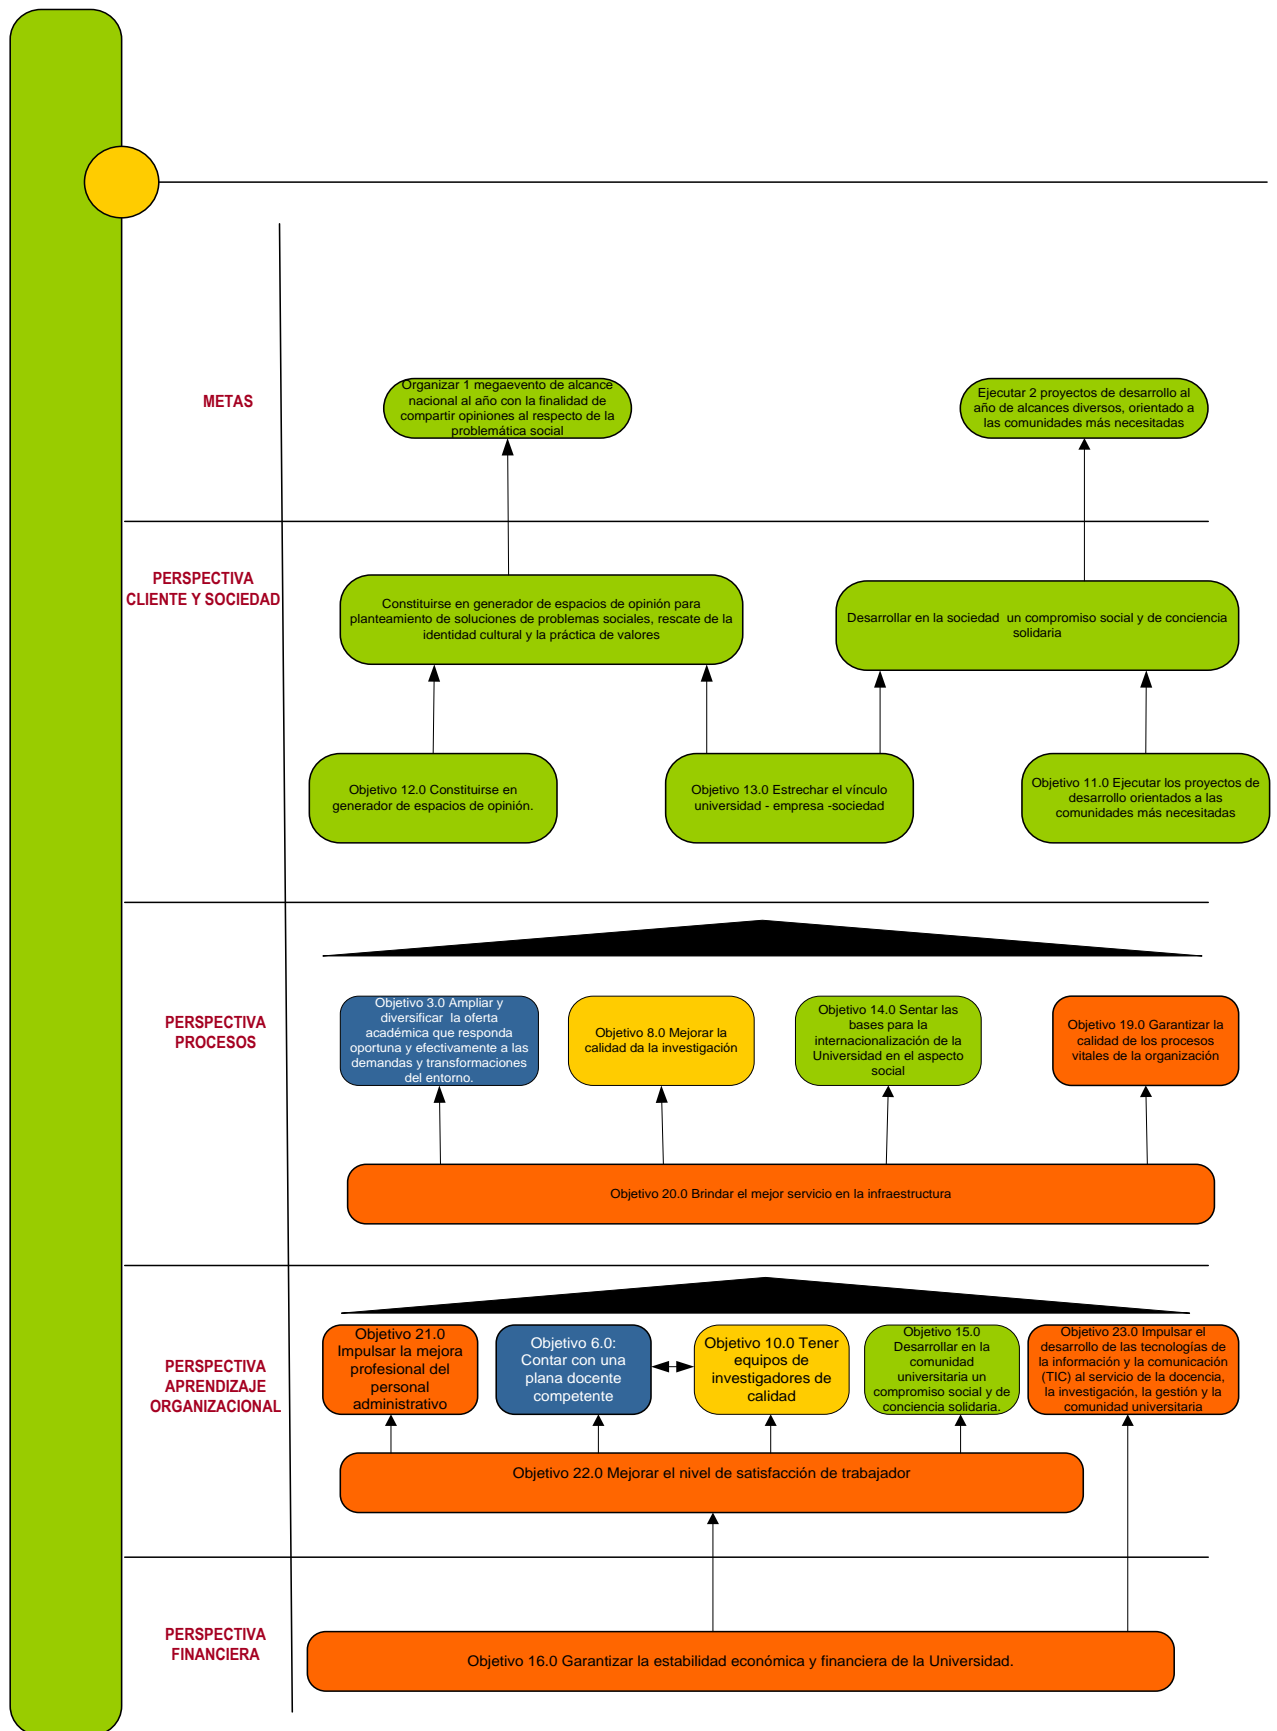 METAS
Organizar 1 megaevento de alcance
nacional al año con la finalidad de
compartir opiniones al respecto de la
problemática social
Ejecutar 2 proyectos de desarrollo al
año de alcances diversos, orientado a
las comunidades más necesitadas
PERSPECTIVA
CLIENTE Y SOCIEDAD
Constituirse en generador de espacios de opinión para
planteamiento de soluciones de problemas sociales, rescate de la
identidad cultural y la práctica de valores
Desarrollar en la sociedad un compromiso social y de conciencia
solidaria
Objetivo 12.0 Constituirse en
generador de espacios de opinión.
Objetivo 13.0 Estrechar el vínculo
universidad - empresa -sociedad
Objetivo 11.0 Ejecutar los proyectos de
desarrollo orientados a las
comunidades más necesitadas
PERSPECTIVA
PROCESOS
Objetivo 3.0 Ampliar y
diversificar la oferta
académica que responda
oportuna y efectivamente a las
demandas y transformaciones
del entorno.
Objetivo 8.0 Mejorar la
calidad da la investigación
Objetivo 14.0 Sentar las
bases para la
internacionalización de la
Universidad en el aspecto
social
Objetivo 19.0 Garantizar la
calidad de los procesos
vitales de la organización
Objetivo 20.0 Brindar el mejor servicio en la infraestructura
PERSPECTIVA
APRENDIZAJE
ORGANIZACIONAL
Objetivo 21.0
Impulsar la mejora
profesional del
personal
administrativo
Objetivo 6.0:
Contar con una
plana docente
competente
Objetivo 10.0 Tener
equipos de
investigadores de
calidad
Objetivo 15.0
Desarrollar en la
comunidad
universitaria un
compromiso social y de
conciencia solidaria.
Objetivo 23.0 Impulsar el
desarrollo de las tecnologías de
la información y la comunicación
(TIC) al servicio de la docencia,
la investigación, la gestión y la
comunidad universitaria
Objetivo 22.0 Mejorar el nivel de satisfacción de trabajador
PERSPECTIVA
FINANCIERA
Objetivo 16.0 Garantizar la estabilidad económica y financiera de la Universidad.